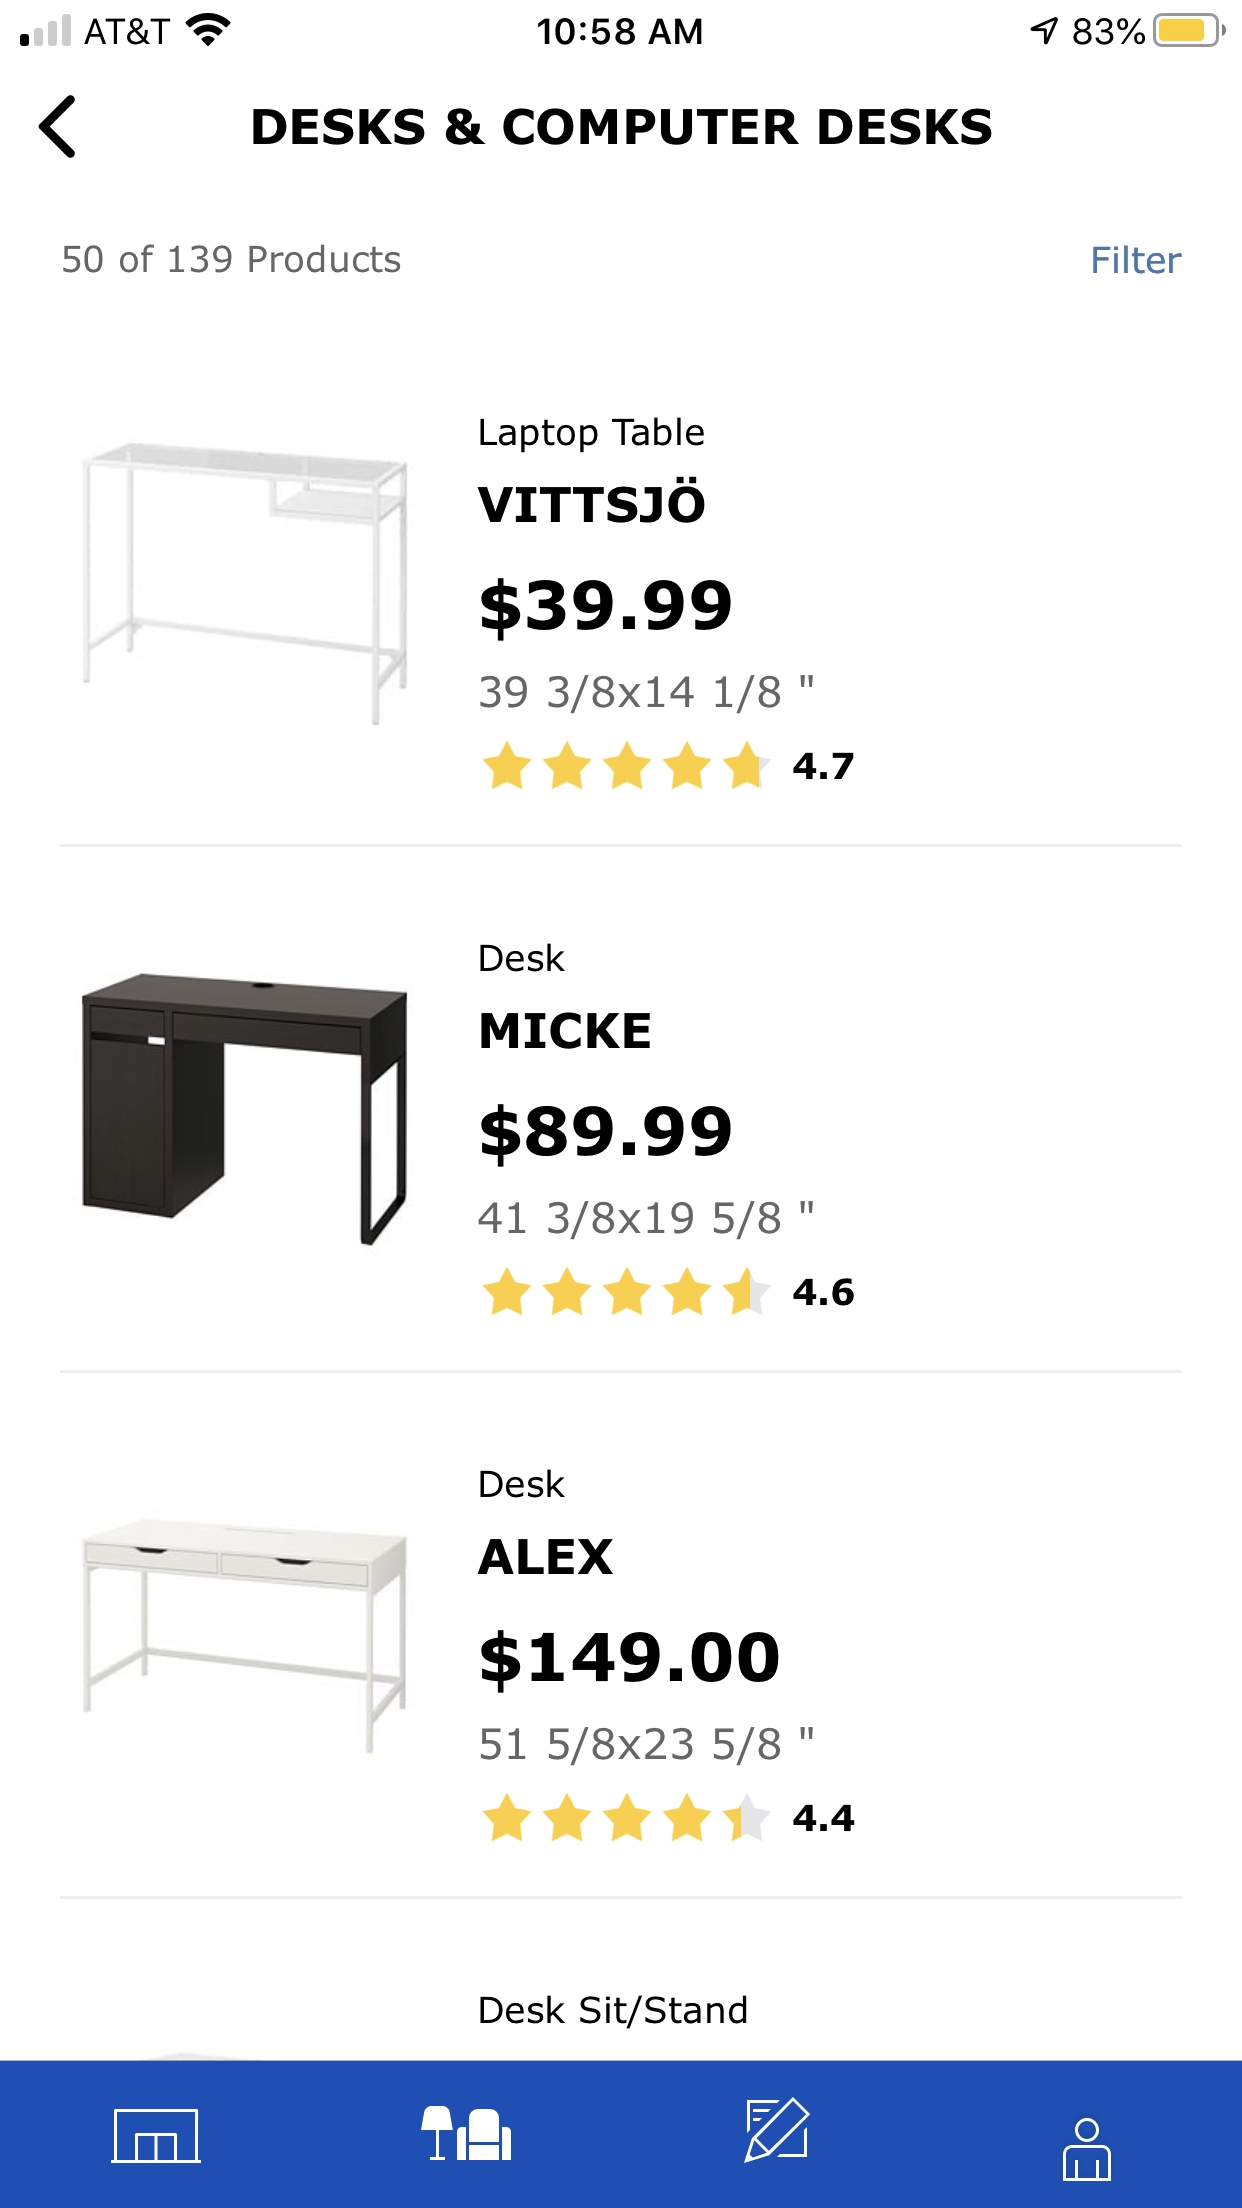 AT&T 10:58 AM 83%
DESKS & COMPUTER DESKS
50 of 139 Products Filter
Laptop Table
VITTSJÖ
$39.99
39 3/8x14 1/8 "
4.7
Desk
MICKE
$89.99
41 3/8x19 5/8 "
4.6
Desk
ALEX
$149.00
51 5/8x23 5/8 "
4.4
Desk Sit/Stand